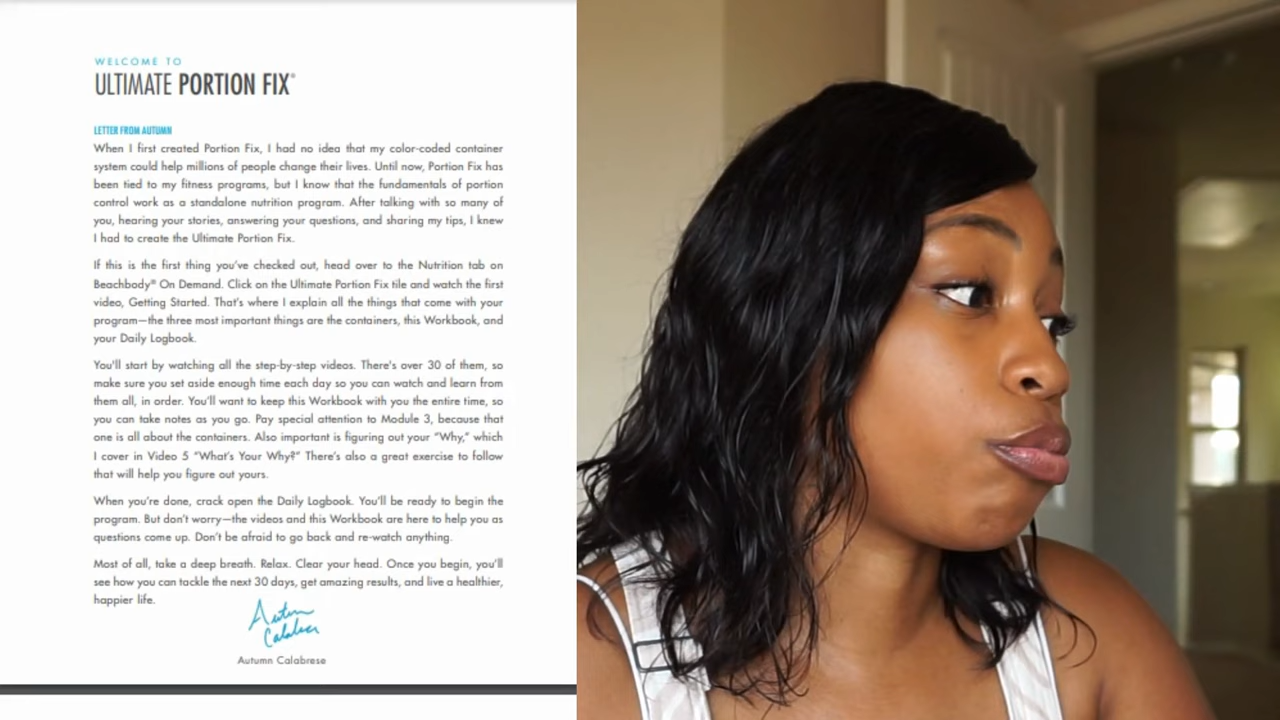 WELCOME TO
ULTIMATE PORTION FIX®
LETTER FROM AUTUMN
When I first created Portion Fix, I had no idea that my color-coded container
system could help millions of people change their lives. Until now, Portion Fix has
been tied to my fitness programs, but I know that the fundamentals of portion
control work as a standalone nutrition program. After talking with so many of
you, hearing your stories, answering your questions, and sharing my tips, I knew
I had to create the Ultimate Portion Fix.
If this is the first thing you've checked out, head over to the Nutrition tab on
Beachbody® On Demand. Click on the Ultimate Portion Fix tile and watch the first
video, Getting Started. That's where I explain all the things that come with your
program—the three most important things are the containers, this Workbook, and
your Daily Logbook.
You'll start by watching all the step-by-step videos. There's over 30 of them, so
make sure you set aside enough time each day so you can watch and learn from
them all, in order. You'll want to keep this Workbook with you the entire time, so
you can take notes as you go. Pay special attention to Module 3, because that
one is all about the containers. Also important is figuring out your "Why," which
I cover in Video 5 "What's Your Why?" There's also a great exercise to follow
that will help you figure out yours.
When you're done, crack open the Daily Logbook. You'll be ready to begin the
program. But don't worry—the videos and this Workbook are here to help you as
questions come up. Don't be afraid to go back and re-watch anything.
Most of all, take a deep breath. Relax. Clear your head. Once you begin, you'll
see how you can tackle the next 30 days, get amazing results, and live a healthier,
happier life.
Autumn
Calabrese
Autumn Calabrese